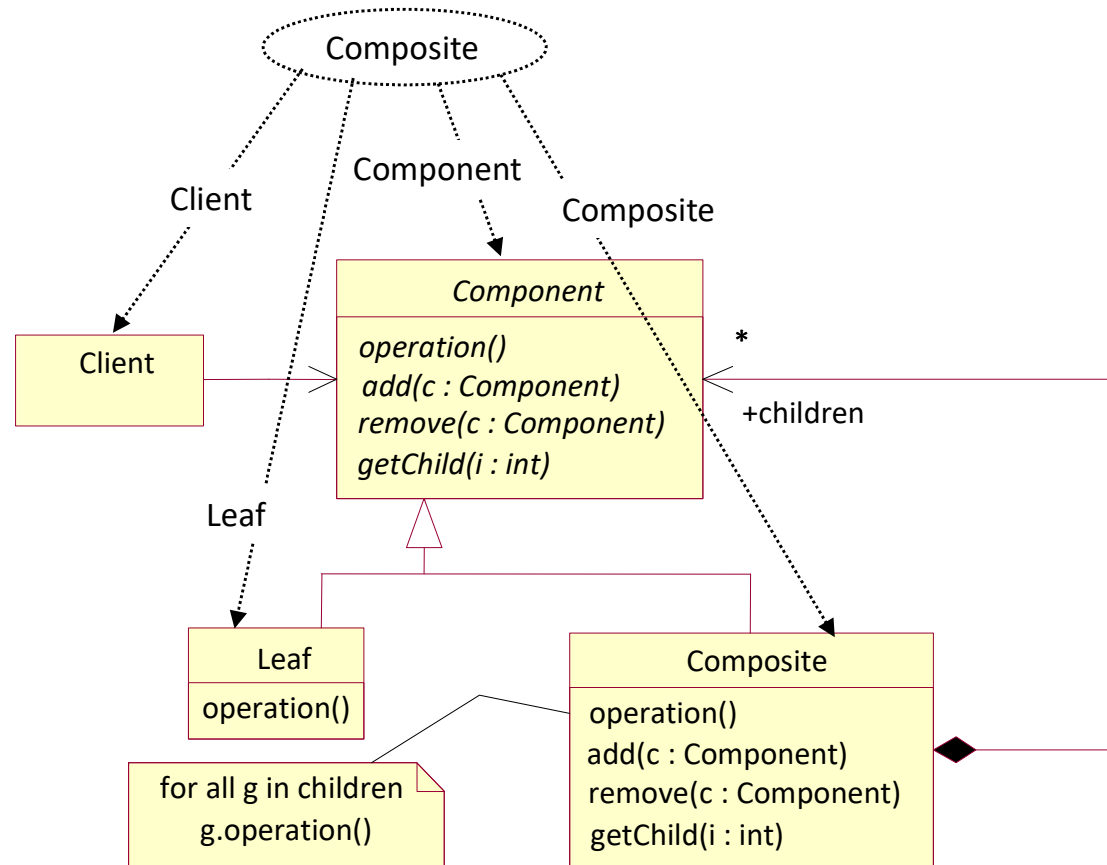 Composite
Component
Client
Composite
Component
Client
operation()
add(c : Component)
remove(c : Component)
getChild(i : int)
*
+children
Leaf
Leaf
operation()
Composite
operation()
add(c : Component)
remove(c : Component)
getChild(i : int)
for all g in children
g.operation()